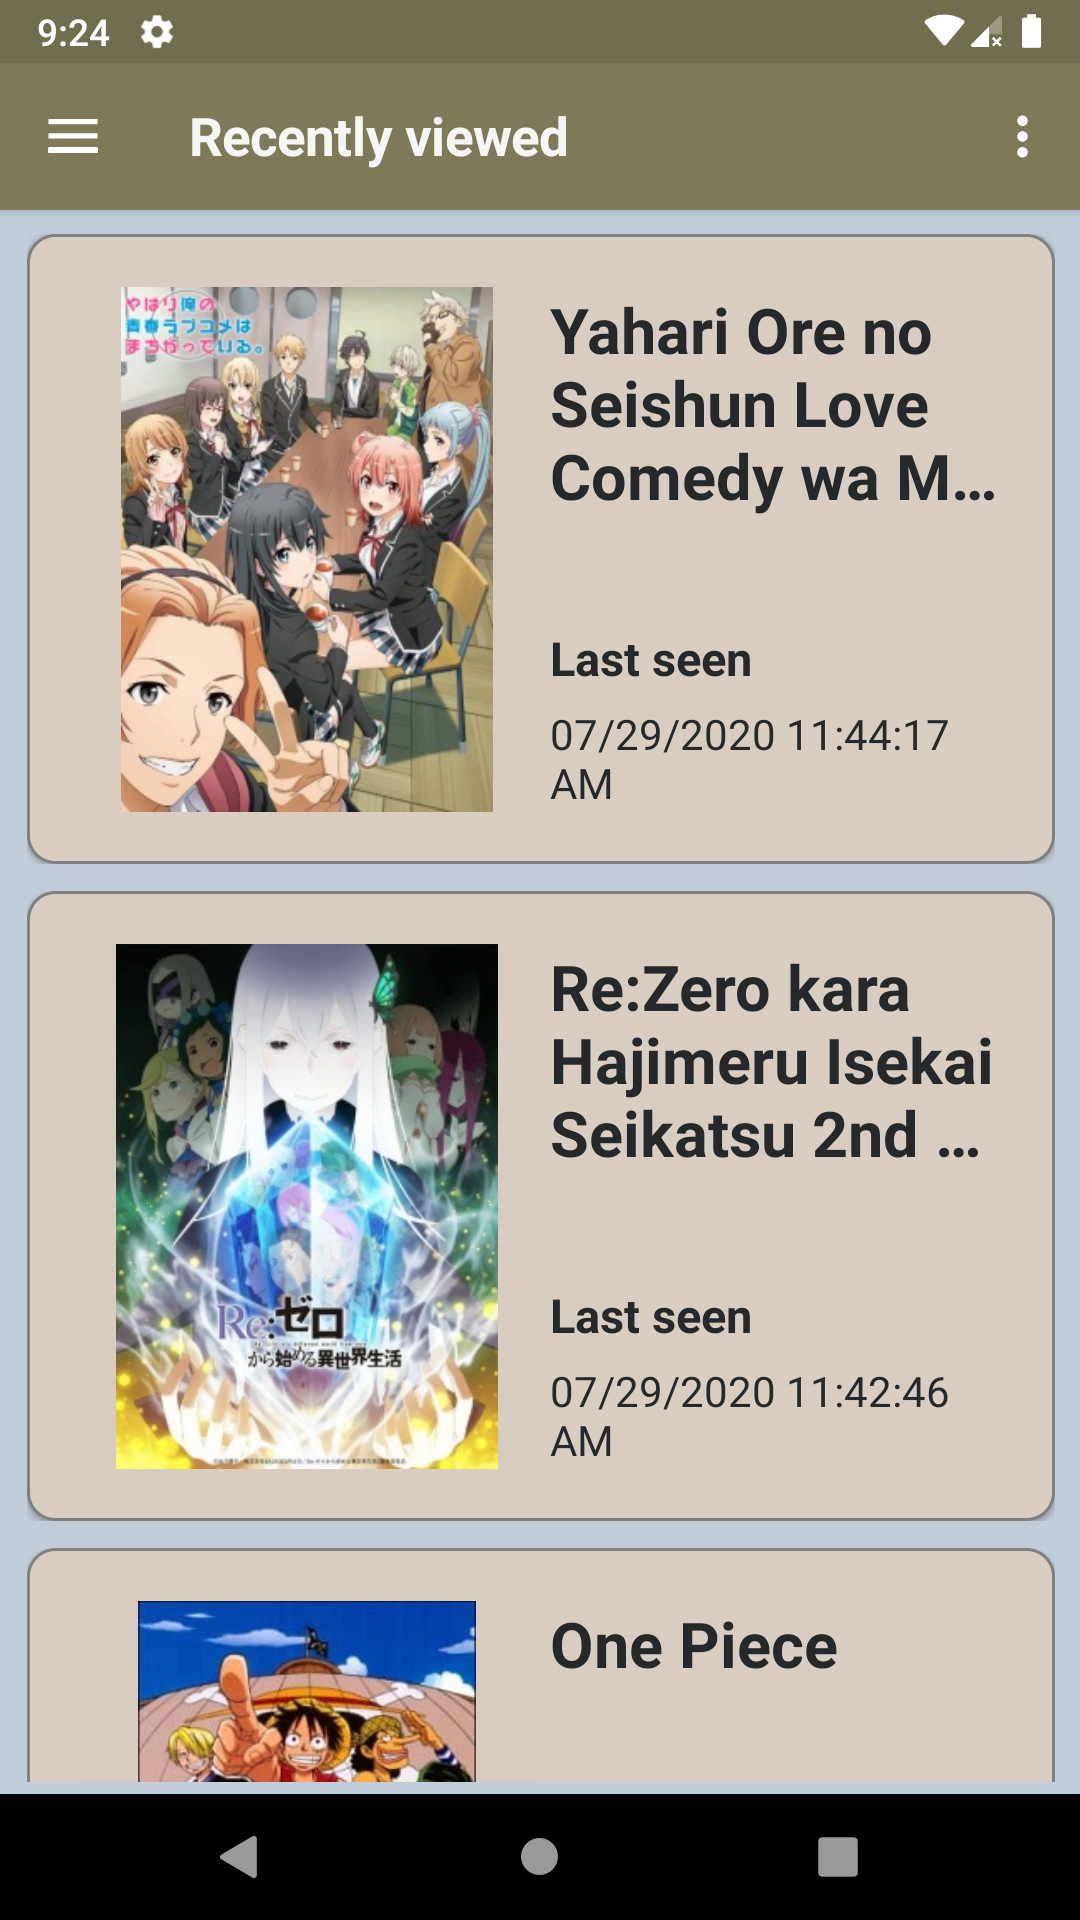 9:24
Recently viewed
やはり俺の
青春ラブコメは
まちがっている。
Yahari Ore no
Seishun Love
Comedy wa M…
Last seen
07/29/2020 11:44:17
AM
Re:ゼロ
から始める異世界生活
Re:Zero kara
Hajimeru Isekai
Seikatsu 2nd …
Last seen
07/29/2020 11:42:46
AM
One Piece